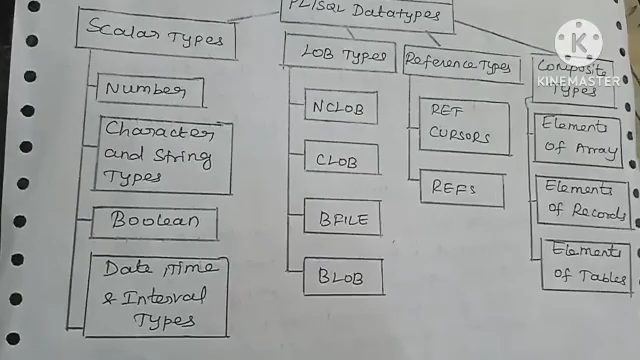 PL/SQL Datatypes
Scalar Types
Number
Character
and String
Types
Boolean
Date, Time
& Interval
Types
LOB Types
NCLOB
CLOB
BFILE
BLOB
Reference Types
REF
CURSORS
REFS
Composite
Types
Elements
of Array
Elements
of Records
Elements
of Tables
K
KINEMASTER